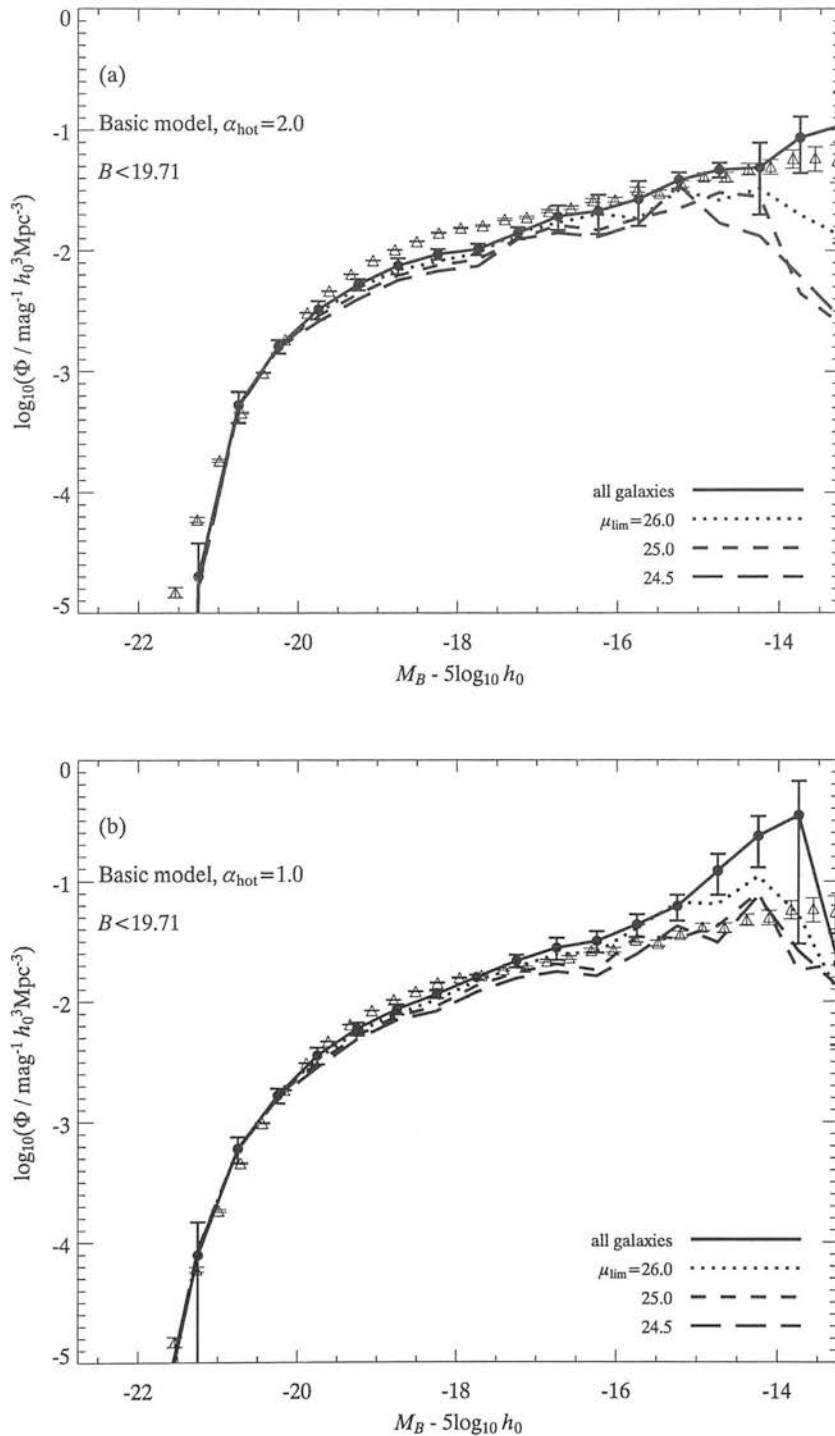 0
-1
-2
-3
-4
-5
(a)
Basic model, αhot=2.0
B<19.71
log10(Φ / mag-1 h03Mpc-3)
all galaxies
μlim=26.0
25.0
24.5
-22
-20
-18
-16
-14
MB - 5log10 h0
0
-1
-2
-3
-4
-5
(b)
Basic model, αhot=1.0
B<19.71
log10(Φ / mag-1 h03Mpc-3)
all galaxies
μlim=26.0
25.0
24.5
-22
-20
-18
-16
-14
MB - 5log10 h0